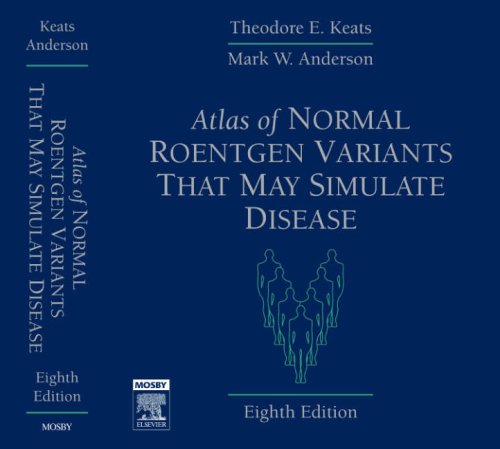 Keats
Anderson
Atlas of NORMAL
ROENTGEN VARIANTS
THAT MAY SIMULATE DISEASE
Eighth
Edition
MOSBY
Theodore E. Keats
Mark W. Anderson
Atlas of NORMAL
ROENTGEN VARIANTS
THAT MAY SIMULATE
DISEASE
MOSBY
ELSEVIER
Eighth Edition